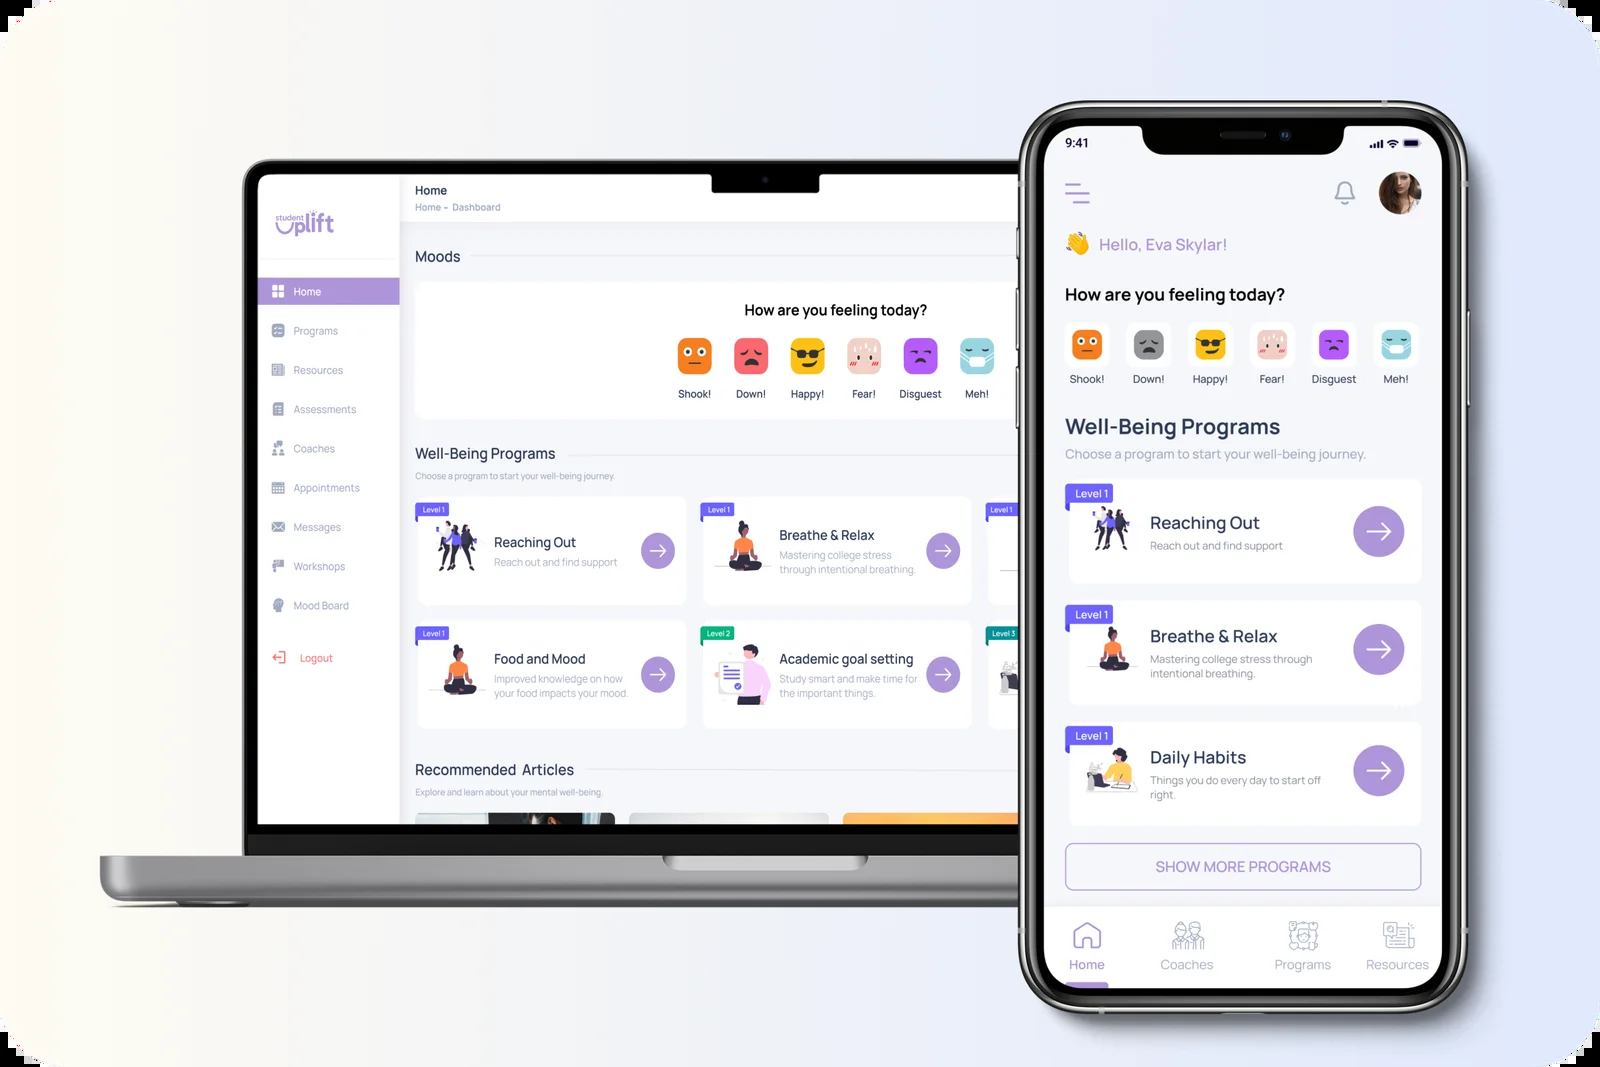 student
Uplift
Home
Programs
Resources
Assessments
Coaches
Appointments
Messages
Workshops
Mood Board
Logout
Home
Home – Dashboard
Moods
How are you feeling today?
Shook!
Down!
Happy!
Fear!
Disguest
Meh!
Well-Being Programs
Choose a program to start your well-being journey.
Level 1
Reaching Out
Reach out and find support
Level 1
Breathe & Relax
Mastering college stress
through intentional breathing.
Level 1
Level 1
Food and Mood
Improved knowledge on how
your food impacts your mood.
Level 2
Academic goal setting
Study smart and make time for
the important things.
Level 3
Recommended Articles
Explore and learn about your mental well-being.
9:41
Hello, Eva Skylar!
How are you feeling today?
Shook!
Down!
Happy!
Fear!
Disguest
Meh!
Well-Being Programs
Choose a program to start your well-being journey.
Level 1
Reaching Out
Reach out and find support
Level 1
Breathe & Relax
Mastering college stress through
intentional breathing.
Level 1
Daily Habits
Things you do every day to start off
right.
SHOW MORE PROGRAMS
Home
Coaches
Programs
Resources